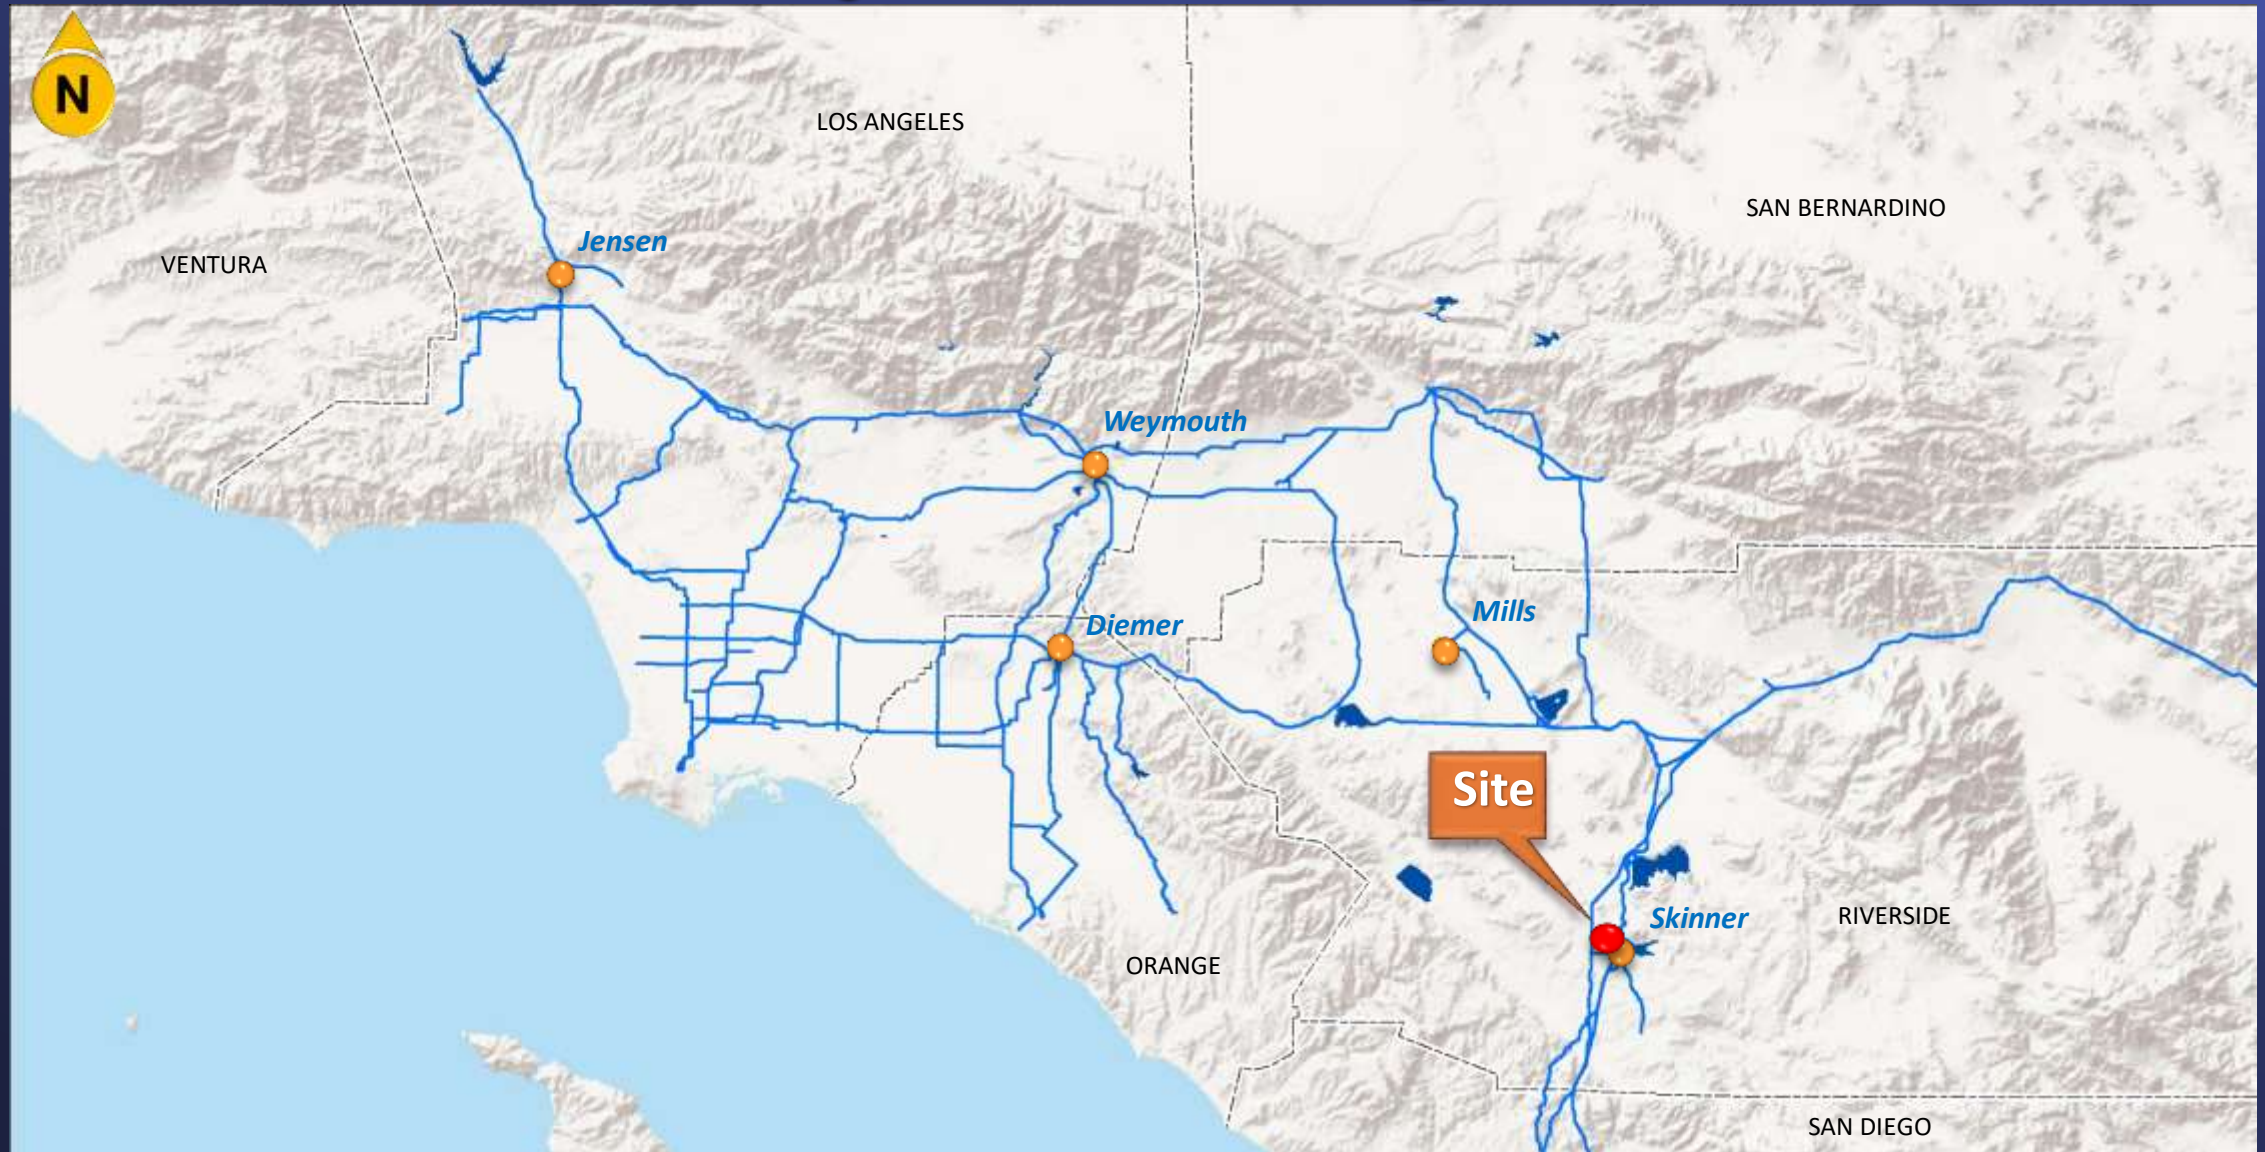 N
LOS ANGELES
SAN BERNARDINO
Jensen
VENTURA
Weymouth
Mills
Diemer
Site
Skinner
RIVERSIDE
ORANGE
SAN DIEGO